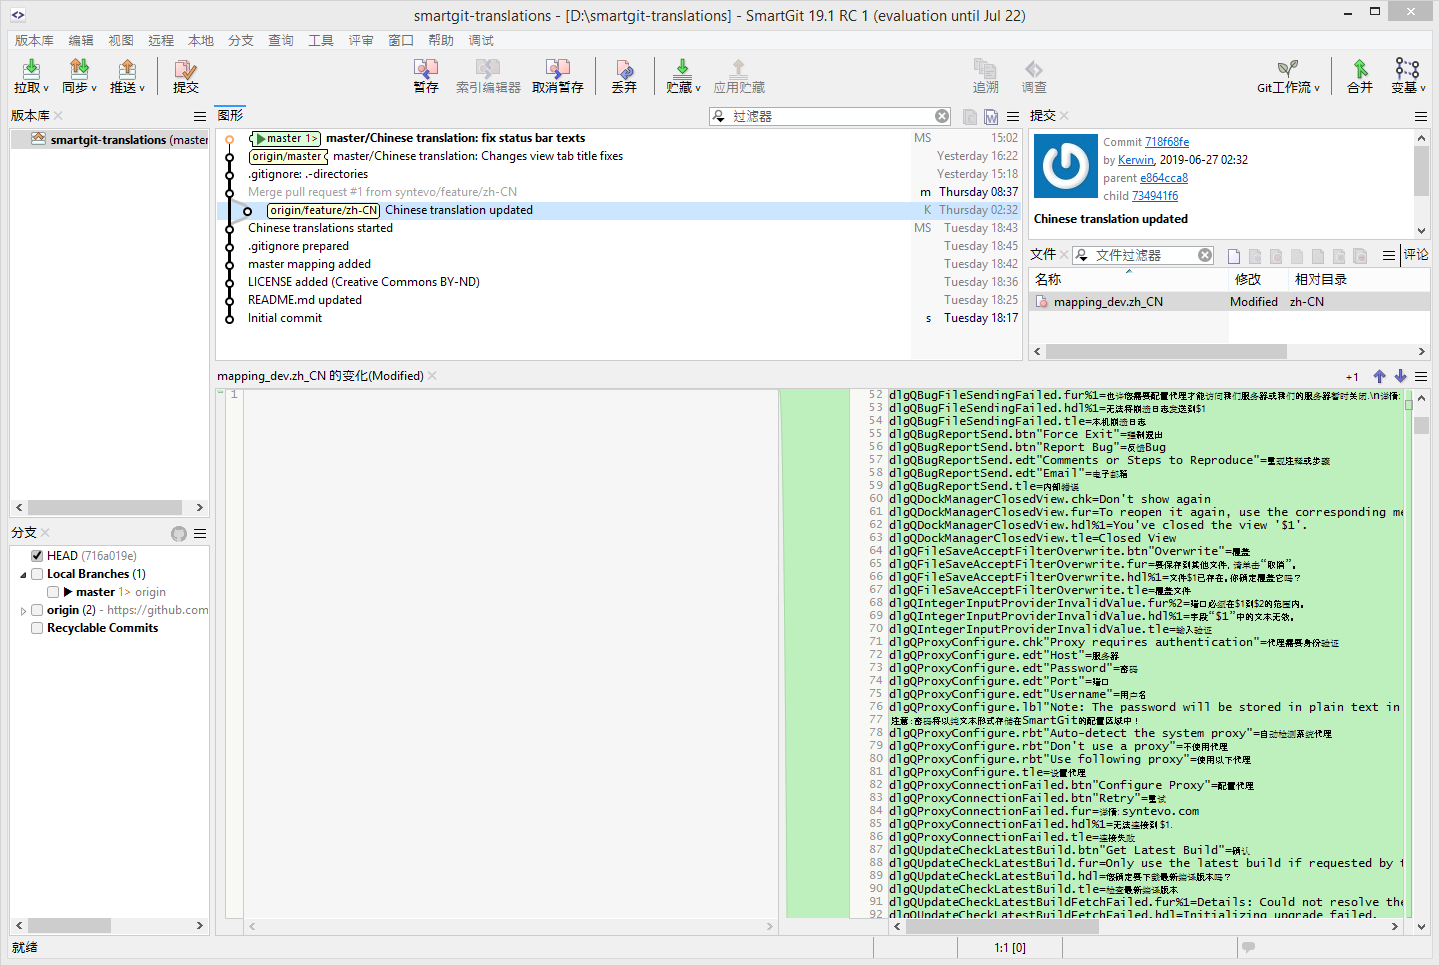 smartgit-translations - [D:\smartgit-translations] - SmartGit 19.1 RC 1 (evaluation until Jul 22)
版本库 编辑 视图 远程 本地 分支 查询 工具 评审 窗口 帮助 调试
拉取 同步 推送 提交 暂存 索引编辑器 取消暂存 丢弃 贮藏 应用贮藏 追溯 调查 Git工作流 合并 变基
版本库
smartgit-translations (master
图形
过滤器
master 1> master/Chinese translation: fix status bar texts MS 15:02
origin/master master/Chinese translation: Changes view tab title fixes Yesterday 16:22
.gitignore: .-directories Yesterday 15:18
Merge pull request #1 from syntevo/feature/zh-CN m Thursday 08:37
origin/feature/zh-CN Chinese translation updated K Thursday 02:32
Chinese translations started MS Tuesday 18:43
.gitignore prepared Tuesday 18:45
master mapping added Tuesday 18:42
LICENSE added (Creative Commons BY-ND) Tuesday 18:36
README.md updated Tuesday 18:25
Initial commit s Tuesday 18:17
提交
Commit 718f68fe
by Kerwin, 2019-06-27 02:32
parent e864cca8
child 734941f6
Chinese translation updated
文件 文件过滤器 评论
名称 修改 相对目录
mapping_dev.zh_CN Modified zh-CN
分支
HEAD (716a019e)
Local Branches (1)
master 1> origin
origin (2) - https://github.com
Recyclable Commits
mapping_dev.zh_CN 的变化(Modified)
+1
1
52 dlgQBugFileSendingFailed.fur%1=也许您需要配置代理才能访问我们服务器或我们的服务器暂时关闭.\n详情:
53 dlgQBugFileSendingFailed.hdl%1=无法将崩溃日志发送到$1
54 dlgQBugFileSendingFailed.tle=本机崩溃日志
55 dlgQBugReportSend.btn"Force Exit"=强制退出
56 dlgQBugReportSend.btn"Report Bug"=反馈Bug
57 dlgQBugReportSend.edt"Comments or Steps to Reproduce"=重现注释或步骤
58 dlgQBugReportSend.edt"Email"=电子邮箱
59 dlgQBugReportSend.tle=内部错误
60 dlgQDockManagerClosedView.chk=Don't show again
61 dlgQDockManagerClosedView.fur=To reopen it again, use the corresponding me
62 dlgQDockManagerClosedView.hdl%1=You've closed the view '$1'.
63 dlgQDockManagerClosedView.tle=Closed View
64 dlgQFileSaveAcceptFilterOverwrite.btn"Overwrite"=覆盖
65 dlgQFileSaveAcceptFilterOverwrite.fur=要保存到其他文件, 请单击“取消”。
66 dlgQFileSaveAcceptFilterOverwrite.hdl%1=文件$1已存在。你确定覆盖它吗?
67 dlgQFileSaveAcceptFilterOverwrite.tle=覆盖文件
68 dlgQIntegerInputProviderInvalidValue.fur%2=端口必须在$1到$2的范围内。
69 dlgQIntegerInputProviderInvalidValue.hdl%1=字段“$1”中的文本无效。
70 dlgQIntegerInputProviderInvalidValue.tle=输入验证
71 dlgQProxyConfigure.chk"Proxy requires authentication"=代理需要身份验证
72 dlgQProxyConfigure.edt"Host"=服务器
73 dlgQProxyConfigure.edt"Password"=密码
74 dlgQProxyConfigure.edt"Port"=端口
75 dlgQProxyConfigure.edt"Username"=用户名
76 dlgQProxyConfigure.lbl"Note: The password will be stored in plain text in
77 注意:密码将以纯文本形式存储在SmartGit的配置区域中!
78 dlgQProxyConfigure.rbt"Auto-detect the system proxy"=自动检测系统代理
79 dlgQProxyConfigure.rbt"Don't use a proxy"=不使用代理
80 dlgQProxyConfigure.rbt"Use following proxy"=使用以下代理
81 dlgQProxyConfigure.tle=设置代理
82 dlgQProxyConnectionFailed.btn"Configure Proxy"=配置代理
83 dlgQProxyConnectionFailed.btn"Retry"=重试
84 dlgQProxyConnectionFailed.fur=详情:syntevo.com
85 dlgQProxyConnectionFailed.hdl%1=无法连接到 $1.
86 dlgQProxyConnectionFailed.tle=连接失败
87 dlgQUpdateCheckLatestBuild.btn"Get Latest Build"=确认
88 dlgQUpdateCheckLatestBuild.fur=Only use the latest build if requested by t
89 dlgQUpdateCheckLatestBuild.hdl=您确定要下载最新编译版本吗?
90 dlgQUpdateCheckLatestBuild.tle=检查最新编译版本
91 dlgQUpdateCheckLatestBuildFetchFailed.fur%1=Details: Could not resolve the
92 dlgQUpdateCheckLatestBuildFetchFailed.hdl=Initializing upgrade failed.
就绪
1:1 [0]